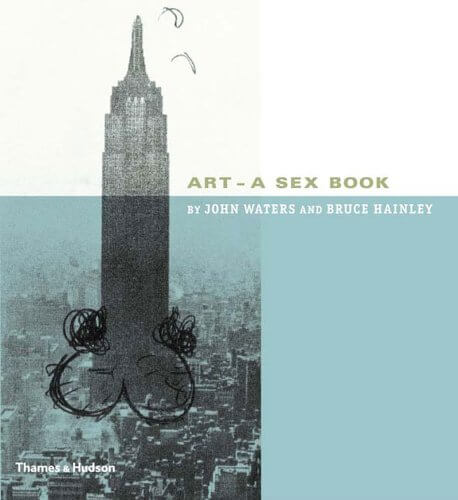 ART – A SEX BOOK
BY JOHN WATERS AND BRUCE HAINLEY
Thames & Hudson